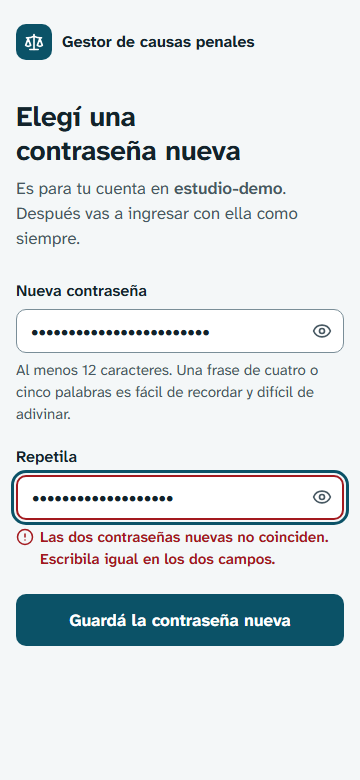 Gestor de causas penales
Elegí una
contraseña nueva
Es para tu cuenta en estudio-demo.
Después vas a ingresar con ella como
siempre.
Nueva contraseña
••••••••••••••••••••••••
Al menos 12 caracteres. Una frase de cuatro o
cinco palabras es fácil de recordar y difícil de
adivinar.
Repetila
•••••••••••••••••••
Las dos contraseñas nuevas no coinciden.
Escribila igual en los dos campos.
Guardá la contraseña nueva